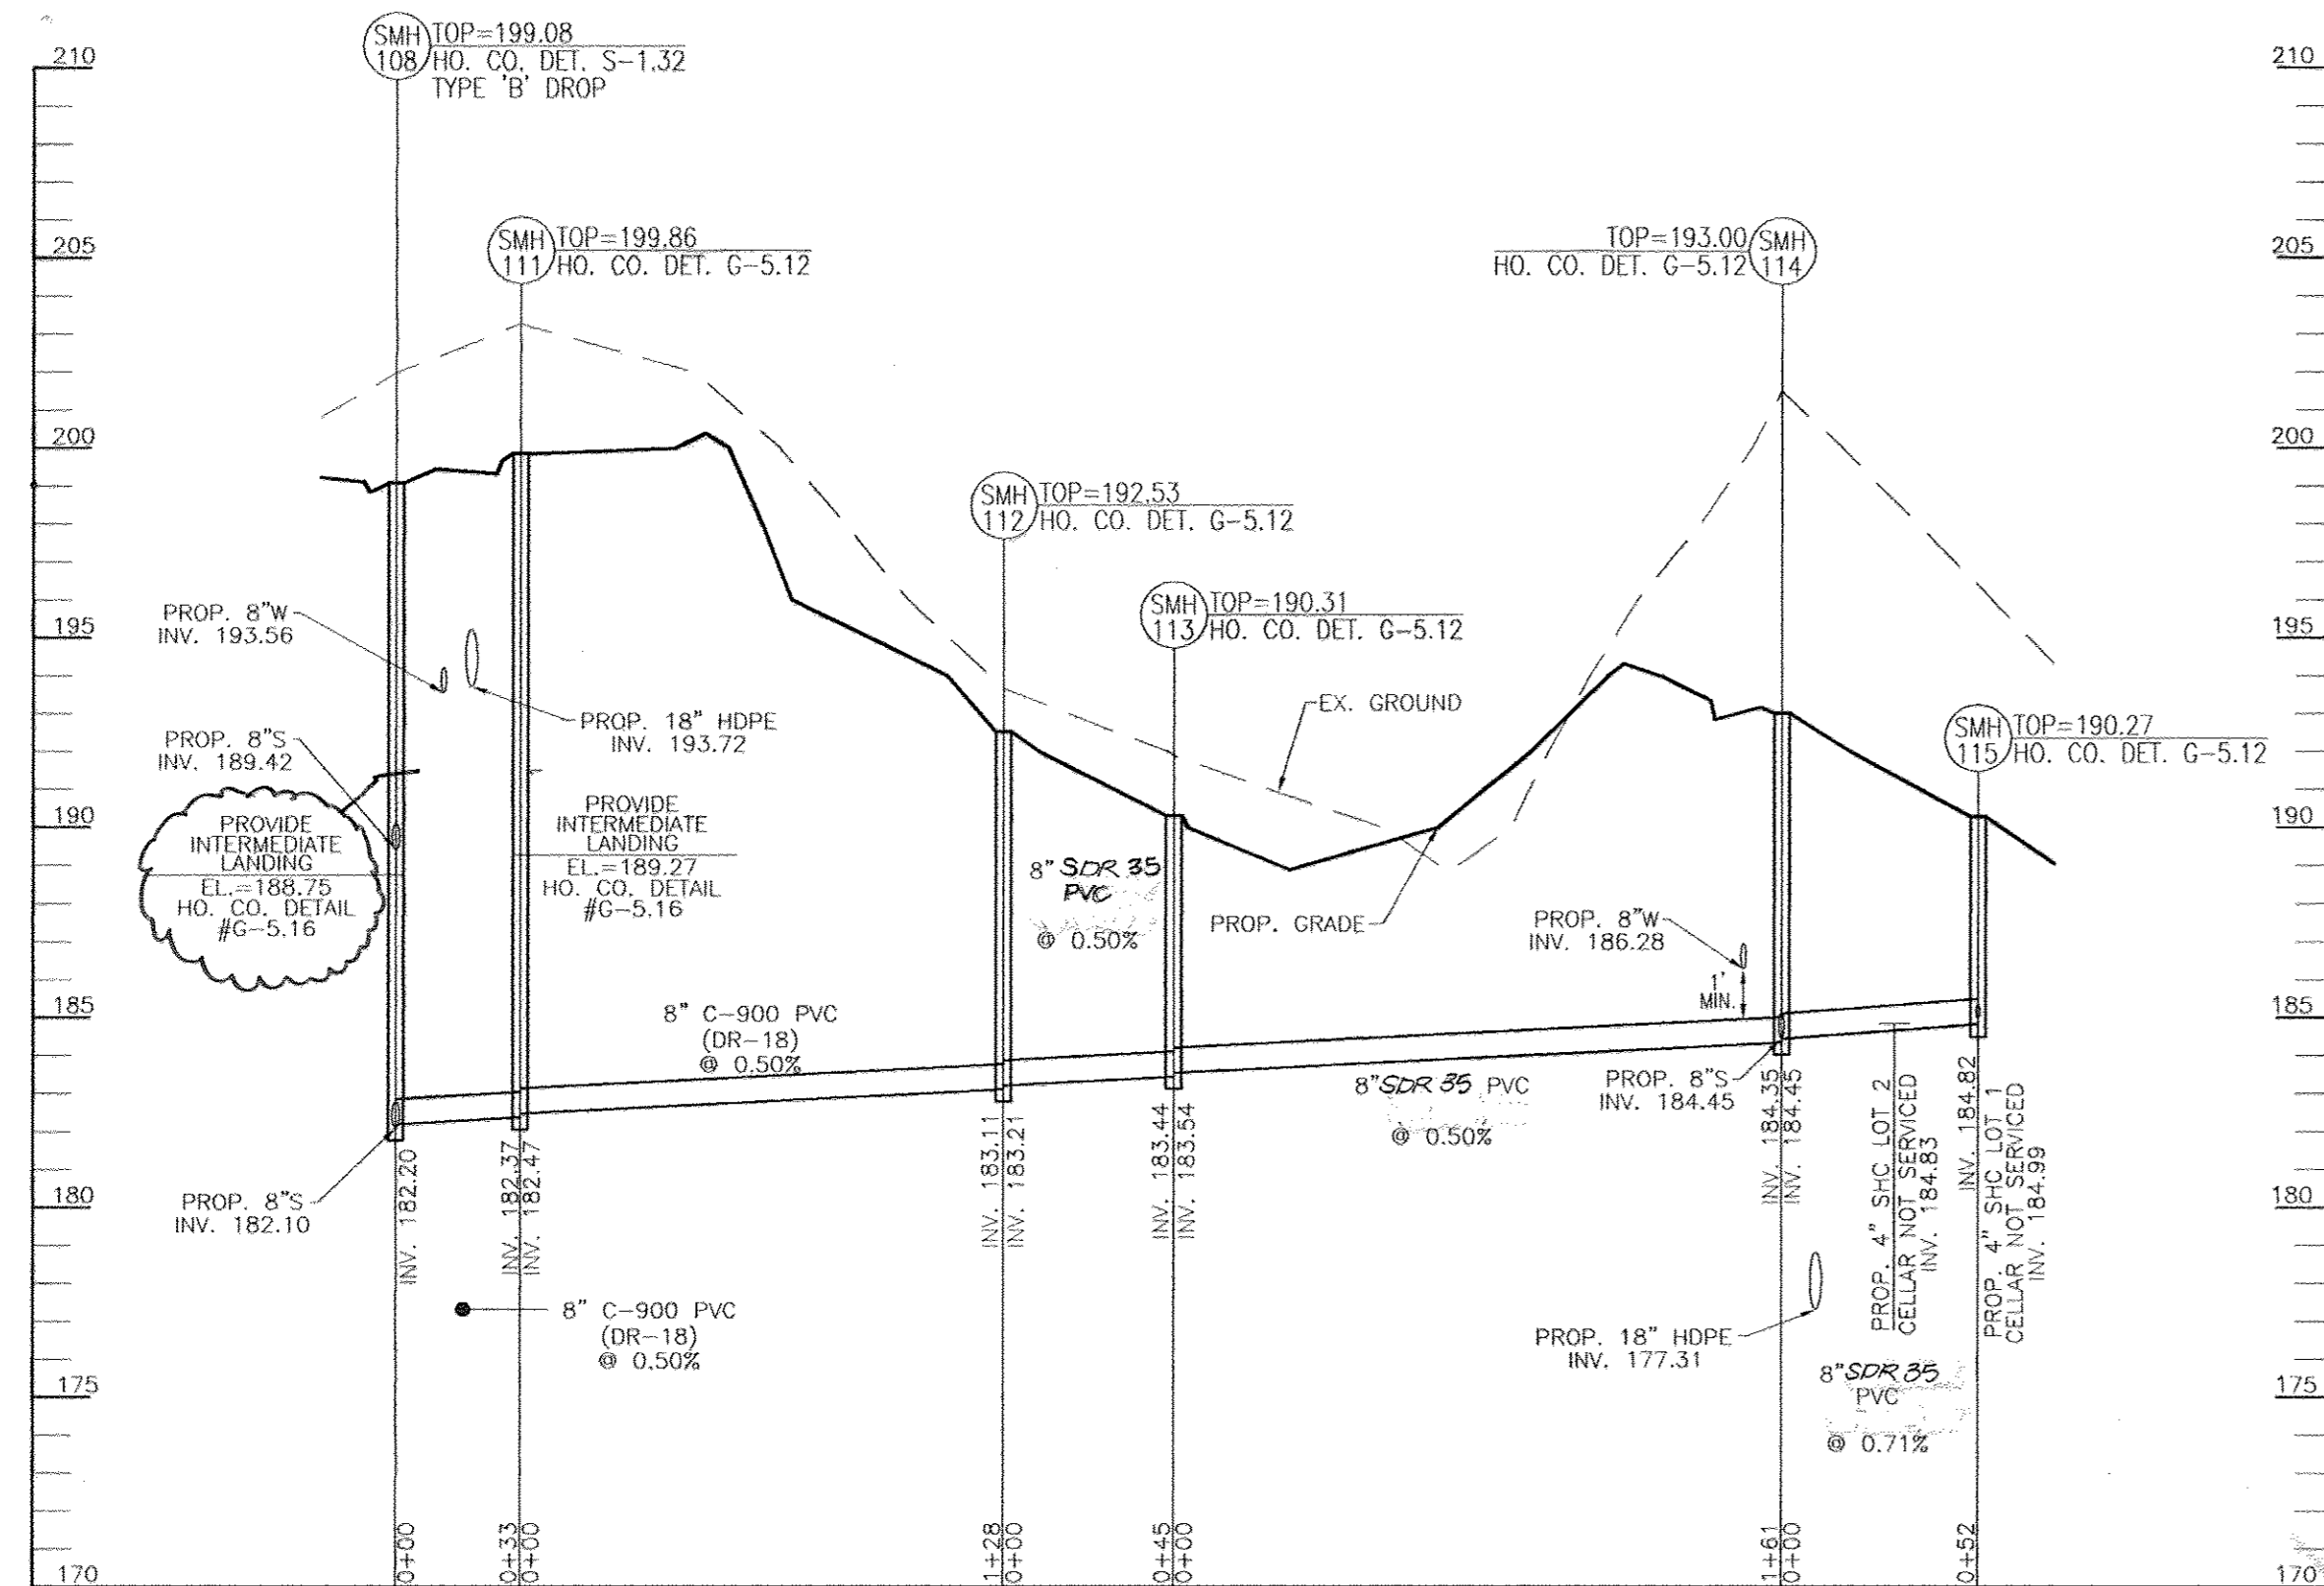 SMH
108
TOP=199.08
HO. CO. DET. S-1.32
TYPE 'B' DROP
210
210
SMH
111
TOP=199.86
HO. CO. DET. G-5.12
TOP=193.00
HO. CO. DET. G-5.12
SMH
114
205
205
200
200
SMH
112
TOP=192.53
HO. CO. DET. G-5.12
SMH
113
TOP=190.31
HO. CO. DET. G-5.12
PROP. 8"W
INV. 193.56
195
195
PROP. 18" HDPE
INV. 193.72
EX. GROUND
SMH
115
TOP=190.27
HO. CO. DET. G-5.12
PROP. 8"S
INV. 189.42
190
190
PROVIDE
INTERMEDIATE
LANDING
EL.=188.75
HO. CO. DETAIL
#G-5.16
PROVIDE
INTERMEDIATE
LANDING
EL.=189.27
HO. CO. DETAIL
#G-5.16
8" SDR 35
PVC
@ 0.50%
PROP. GRADE
PROP. 8"W
INV. 186.28
1'
MIN.
185
185
8" C-900 PVC
(DR-18)
@ 0.50%
8" SDR 35 PVC
@ 0.50%
PROP. 8"S
INV. 184.45
PROP. 8"S
INV. 182.10
180
180
INV. 182.20
INV. 182.37
INV. 182.47
INV. 183.11
INV. 183.21
INV. 183.44
INV. 183.54
INV. 184.35
INV. 184.45
PROP. 4" SHC LOT 2
CELLAR NOT SERVICED
INV. 184.83
INV. 184.82
PROP. 4" SHC LOT 1
CELLAR NOT SERVICED
INV. 184.99
8" C-900 PVC
(DR-18)
@ 0.50%
PROP. 18" HDPE
INV. 177.31
8" SDR 35
PVC
@ 0.71%
175
175
0+00
0+33
0+00
1+28
0+00
0+45
0+00
1+61
0+00
0+52
170
170